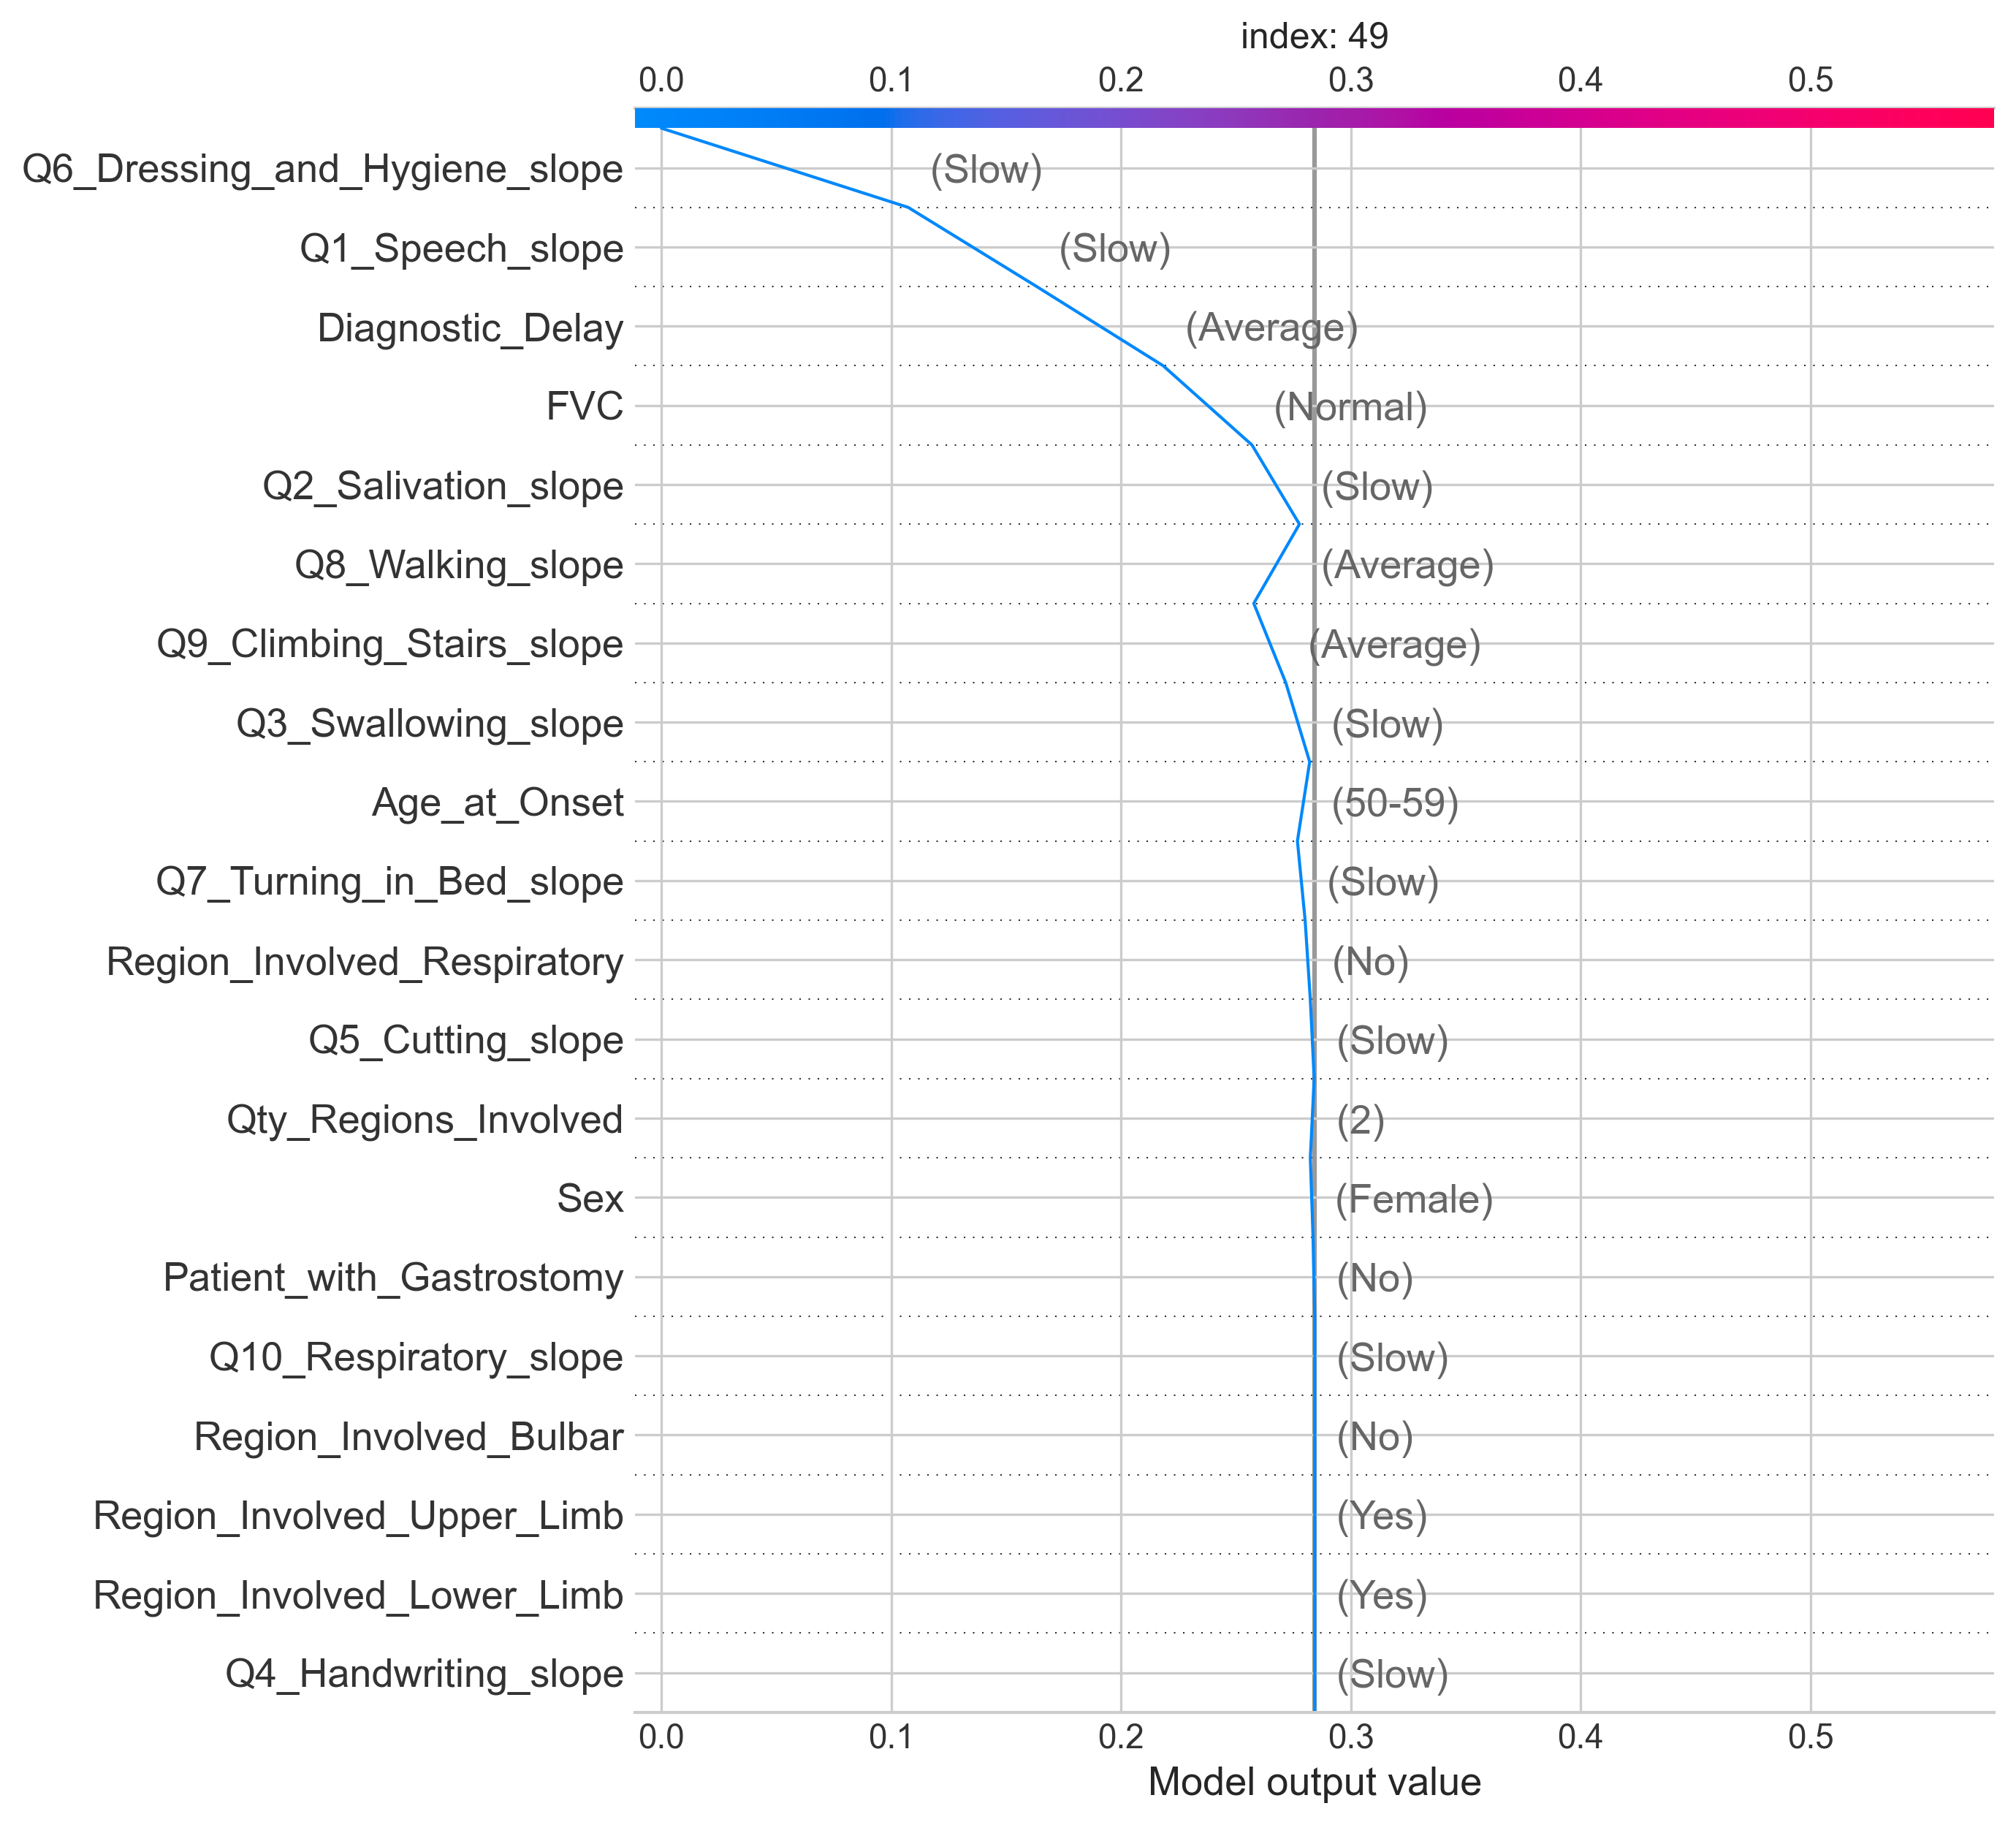 index: 49
0.0 0.1 0.2 0.3 0.4 0.5
Q6_Dressing_and_Hygiene_slope (Slow)
Q1_Speech_slope (Slow)
Diagnostic_Delay (Average)
FVC (Normal)
Q2_Salivation_slope (Slow)
Q8_Walking_slope (Average)
Q9_Climbing_Stairs_slope (Average)
Q3_Swallowing_slope (Slow)
Age_at_Onset (50-59)
Q7_Turning_in_Bed_slope (Slow)
Region_Involved_Respiratory (No)
Q5_Cutting_slope (Slow)
Qty_Regions_Involved (2)
Sex (Female)
Patient_with_Gastrostomy (No)
Q10_Respiratory_slope (Slow)
Region_Involved_Bulbar (No)
Region_Involved_Upper_Limb (Yes)
Region_Involved_Lower_Limb (Yes)
Q4_Handwriting_slope (Slow)
0.0 0.1 0.2 0.3 0.4 0.5
Model output value